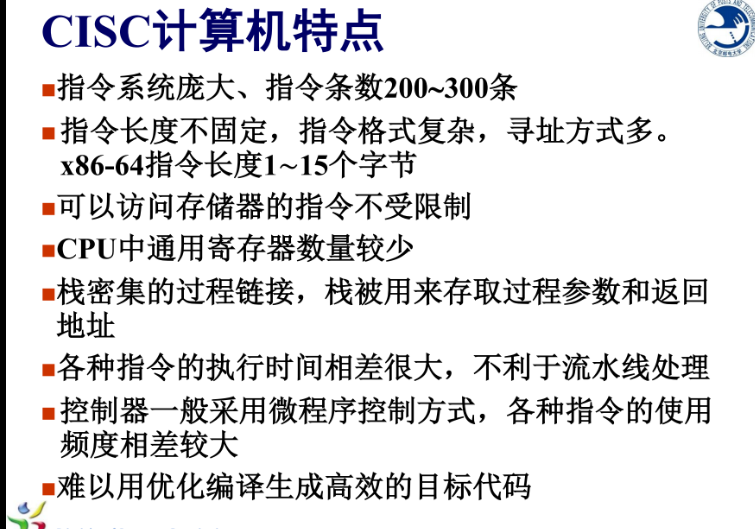 CISC计算机特点
■指令系统庞大、指令条数200~300条
■指令长度不固定，指令格式复杂，寻址方式多。
x86-64指令长度1~15个字节
■可以访问存储器的指令不受限制
■CPU中通用寄存器数量较少
■栈密集的过程链接，栈被用来存取过程参数和返回
地址
■各种指令的执行时间相差很大，不利于流水线处理
■控制器一般采用微程序控制方式，各种指令的使用
频度相差较大
■难以用优化编译生成高效的目标代码